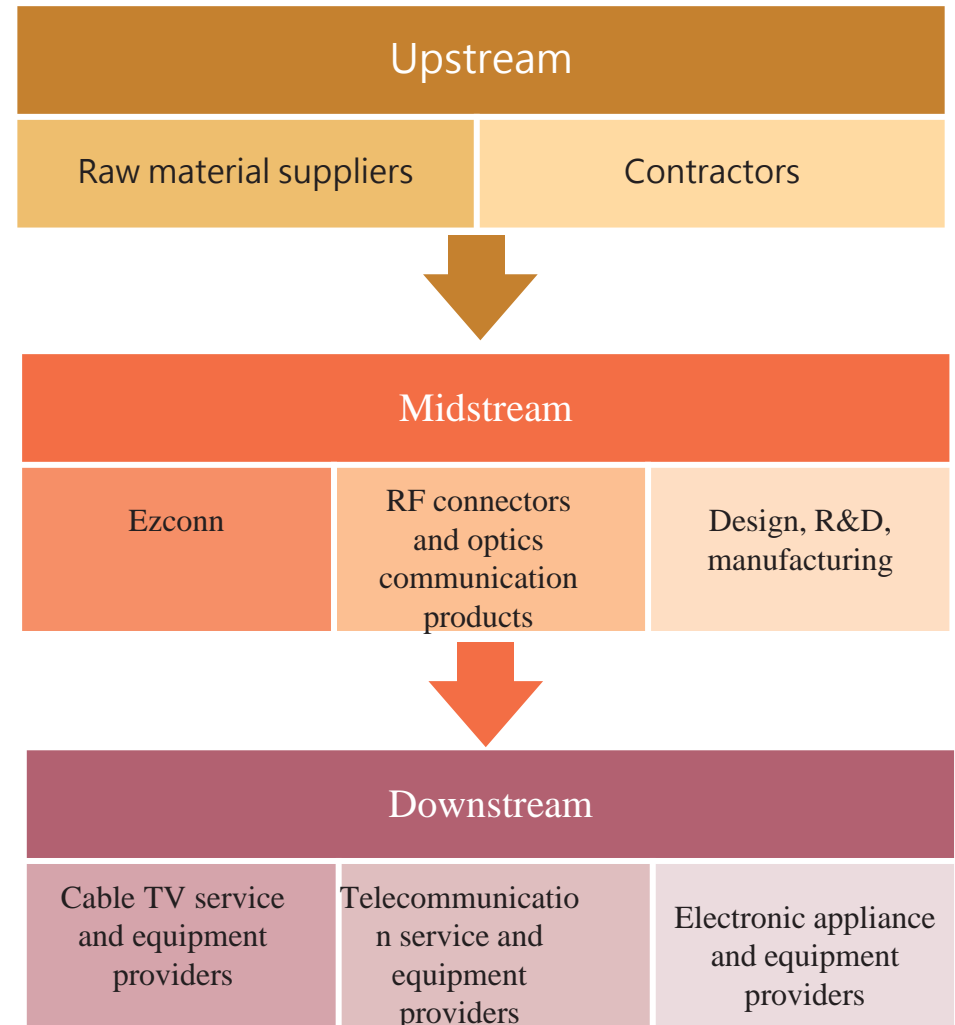 Upstream
Raw material suppliers
Contractors
Midstream
Ezconn
RF connectors
and optics
communication
products
Design, R&D,
manufacturing
Downstream
Cable TV service
and equipment
providers
Telecommunicatio
n service and
equipment
providers
Electronic appliance
and equipment
providers